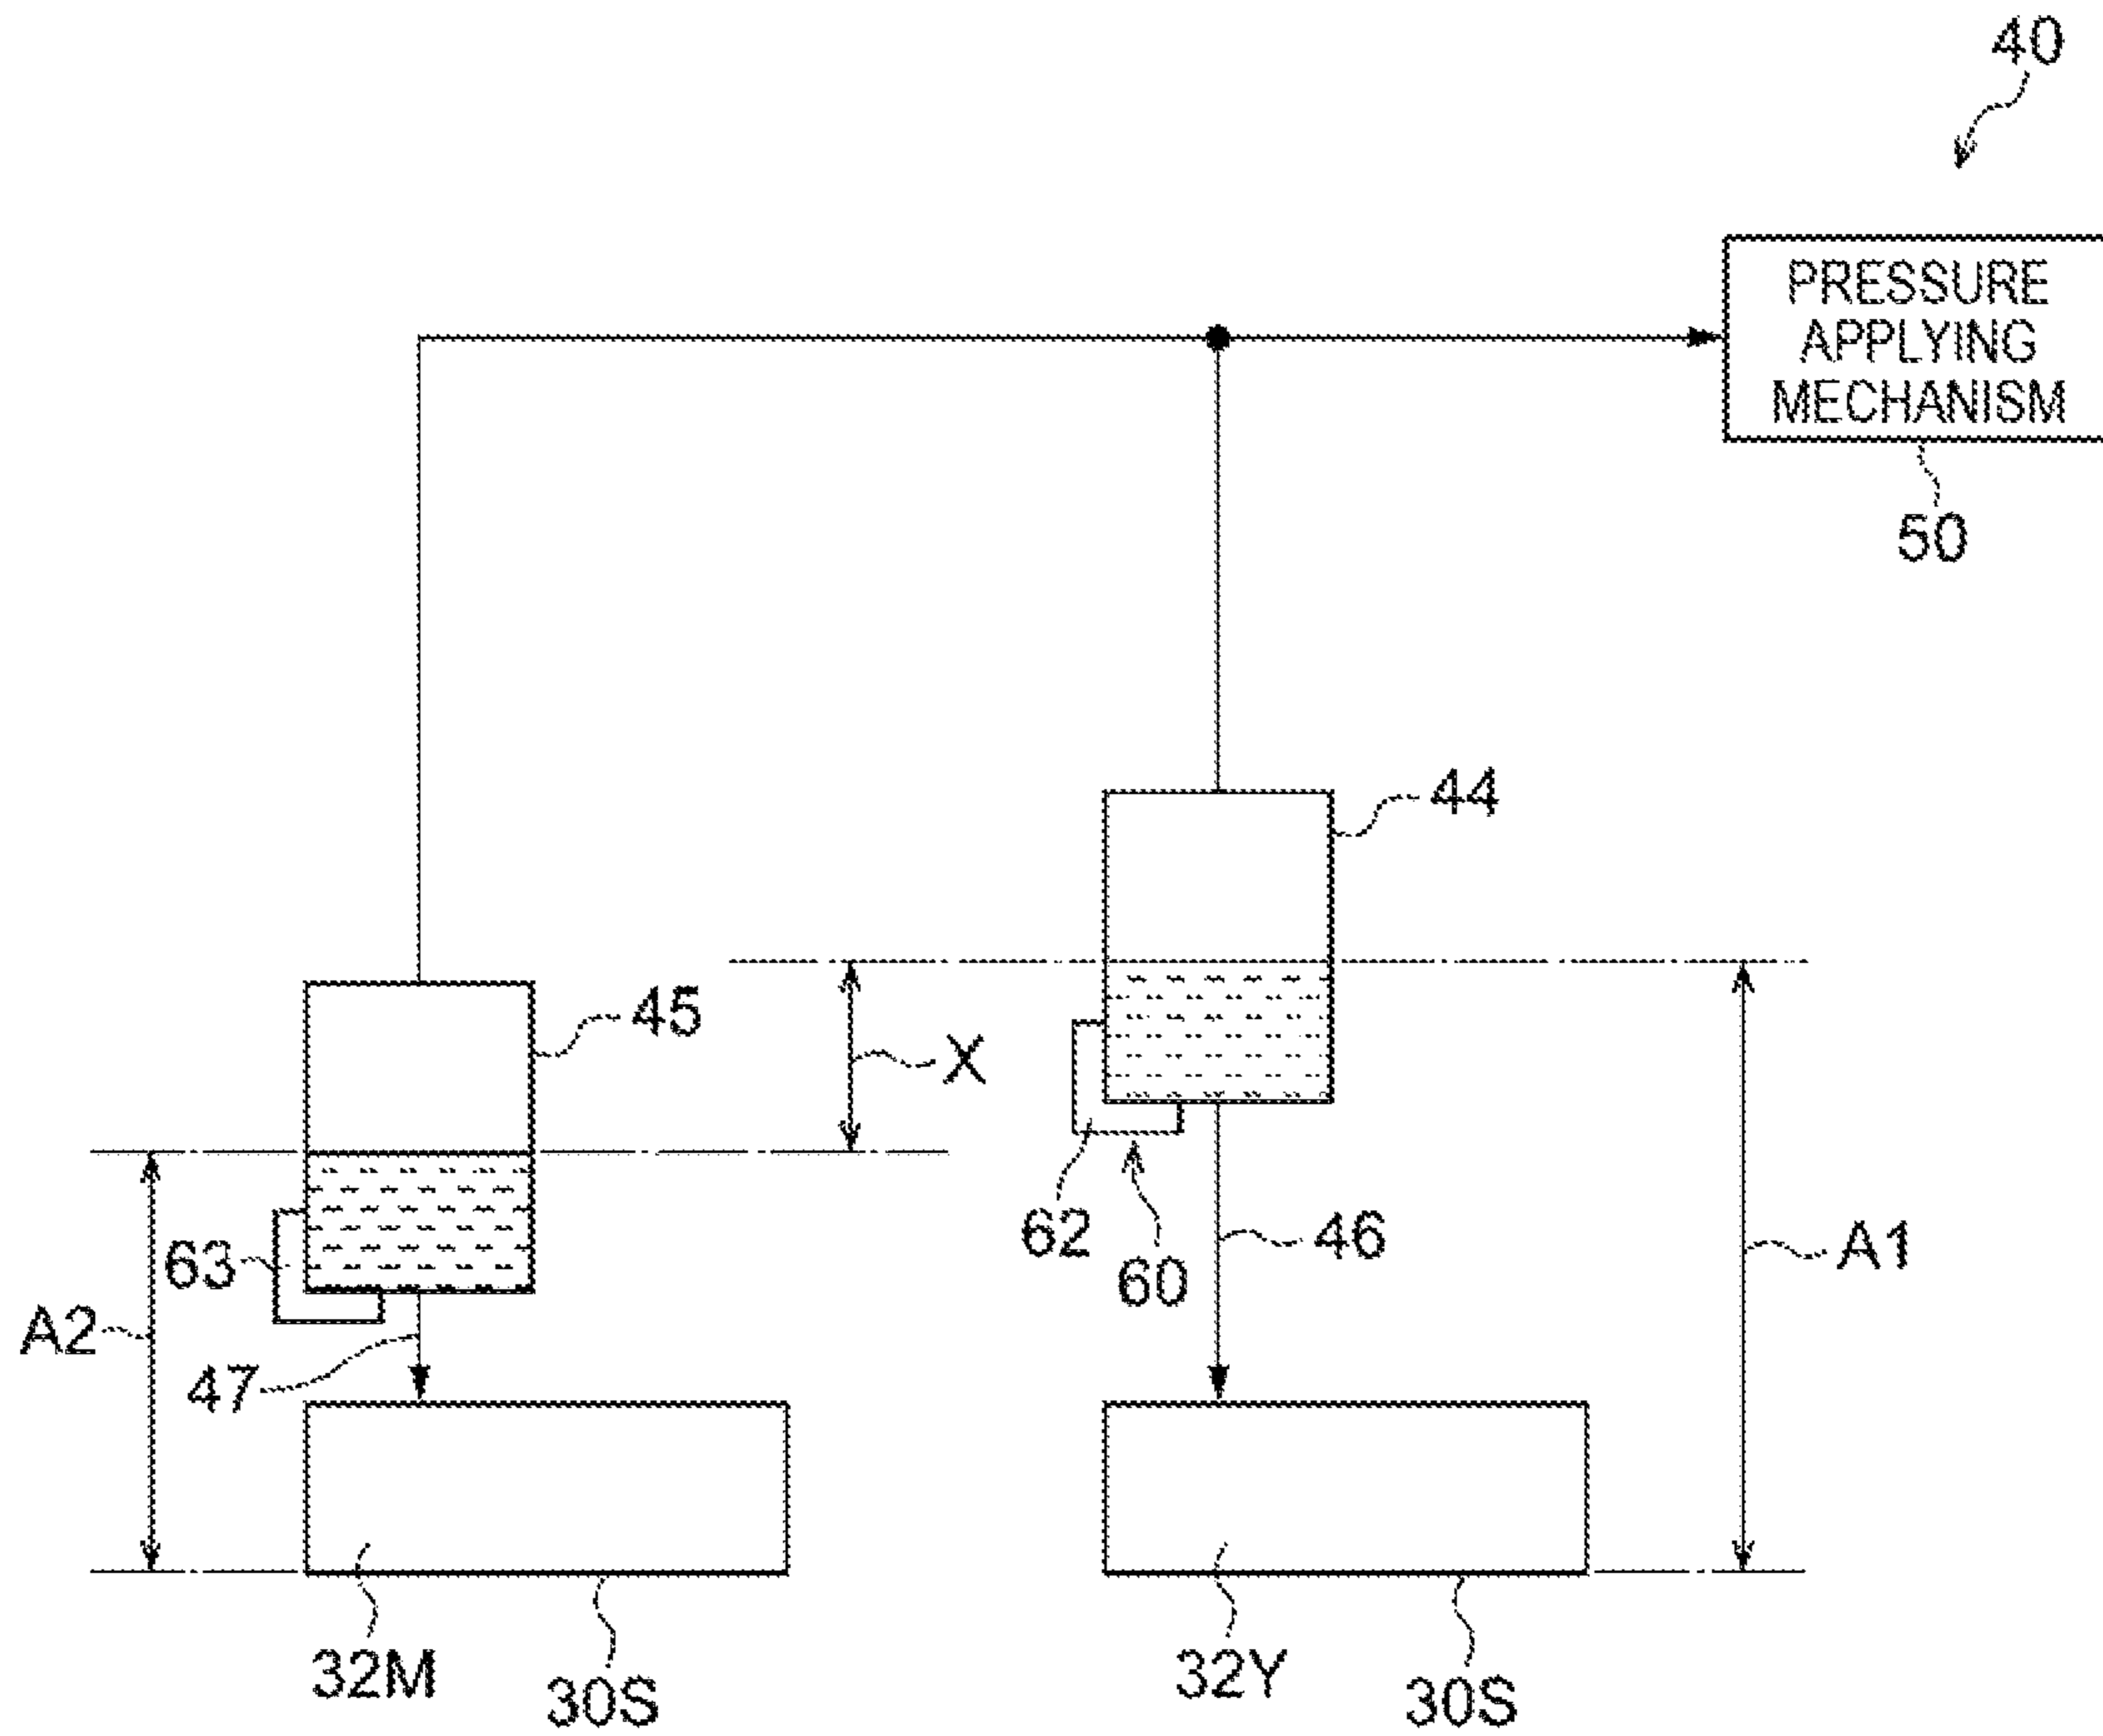 40
PRESSURE
APPLYING
MECHANISM
50
44
45
X
62
60
46
A1
63
A2
47
32M
30S
32Y
30S